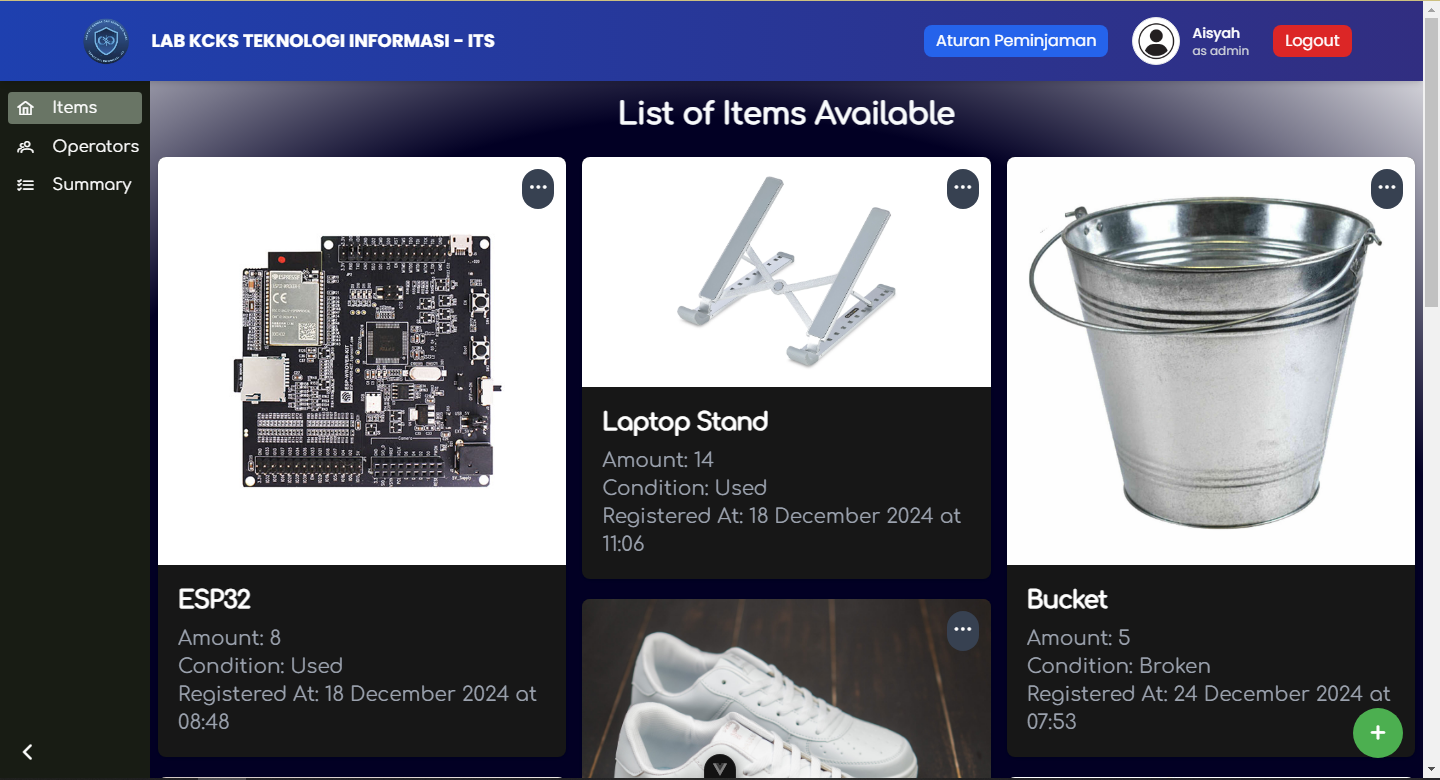 LAB KCKS TEKNOLOGI INFORMASI - ITS
Aturan Peminjaman
Aisyah
as admin
Logout
Items
Operators
Summary
List of Items Available
ESP32
Amount: 8
Condition: Used
Registered At: 18 December 2024 at
08:48
Laptop Stand
Amount: 14
Condition: Used
Registered At: 18 December 2024 at
11:06
Bucket
Amount: 5
Condition: Broken
Registered At: 24 December 2024 at
07:53